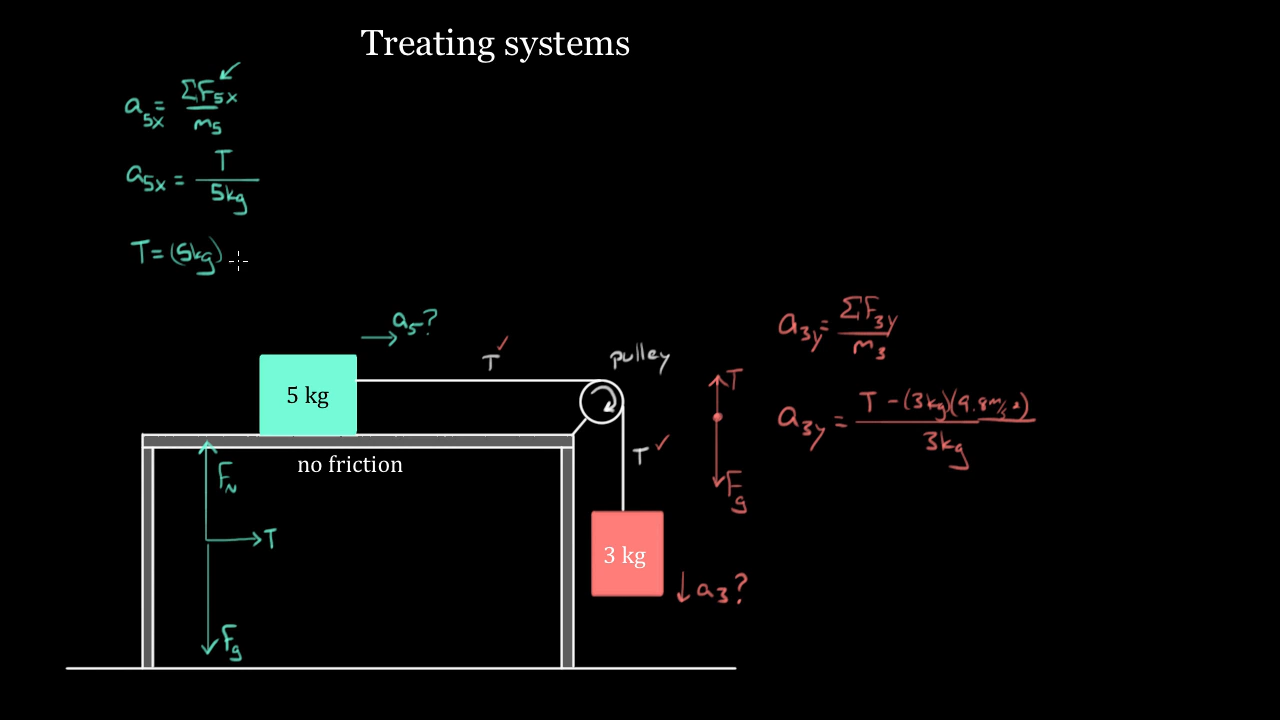 Treating systems
a5x = ΣF5x / m5
a5x = T / 5kg
T = (5kg)
a5?
T ✓
pulley
5 kg
T ✓
no friction
FN
T
Fg
3 kg
a3?
T
Fg
a3y = ΣF3y / m3
a3y = T - (3kg)(9.8 m/s2) / 3kg